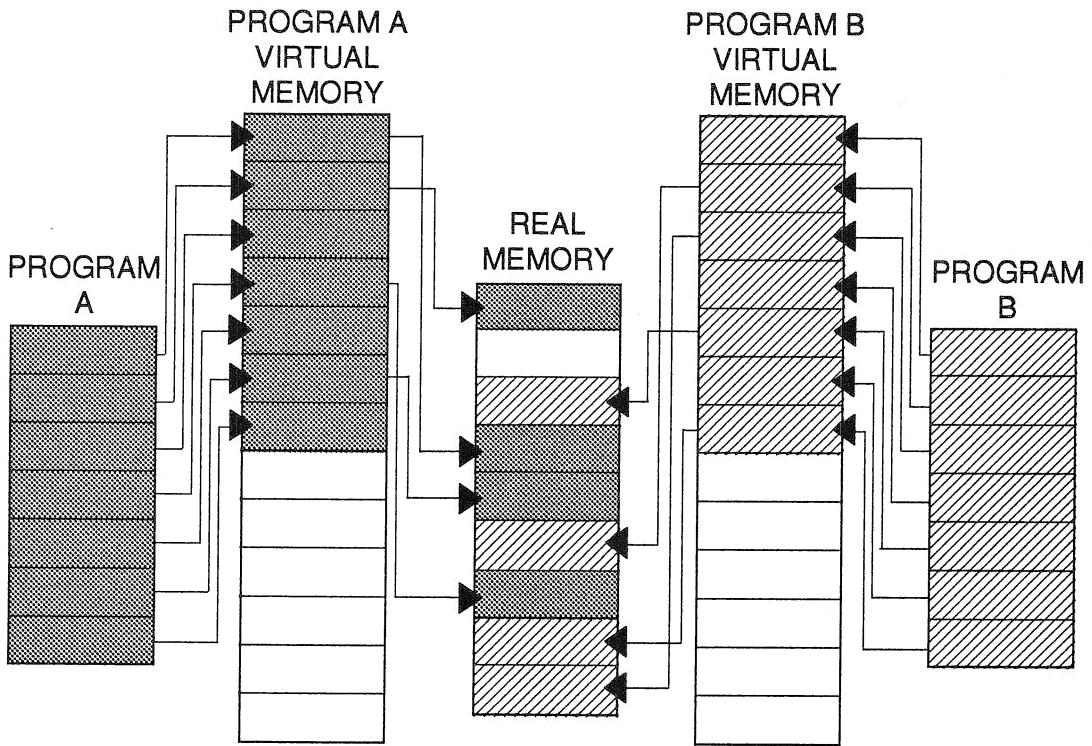 PROGRAM A
VIRTUAL
MEMORY
PROGRAM B
VIRTUAL
MEMORY
REAL
MEMORY
PROGRAM
A
PROGRAM
B